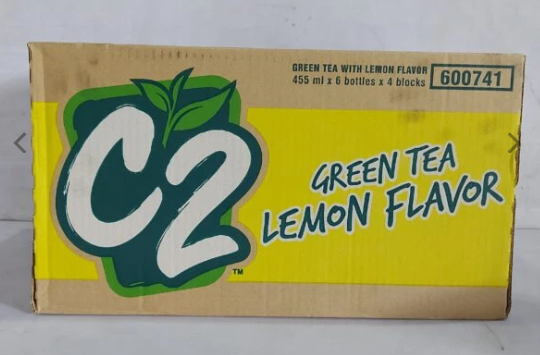 GREEN TEA WITH LEMON FLAVOR
455 ml x 6 bottles x 4 blocks
600741
C2
TM
GREEN TEA
LEMON FLAVOR